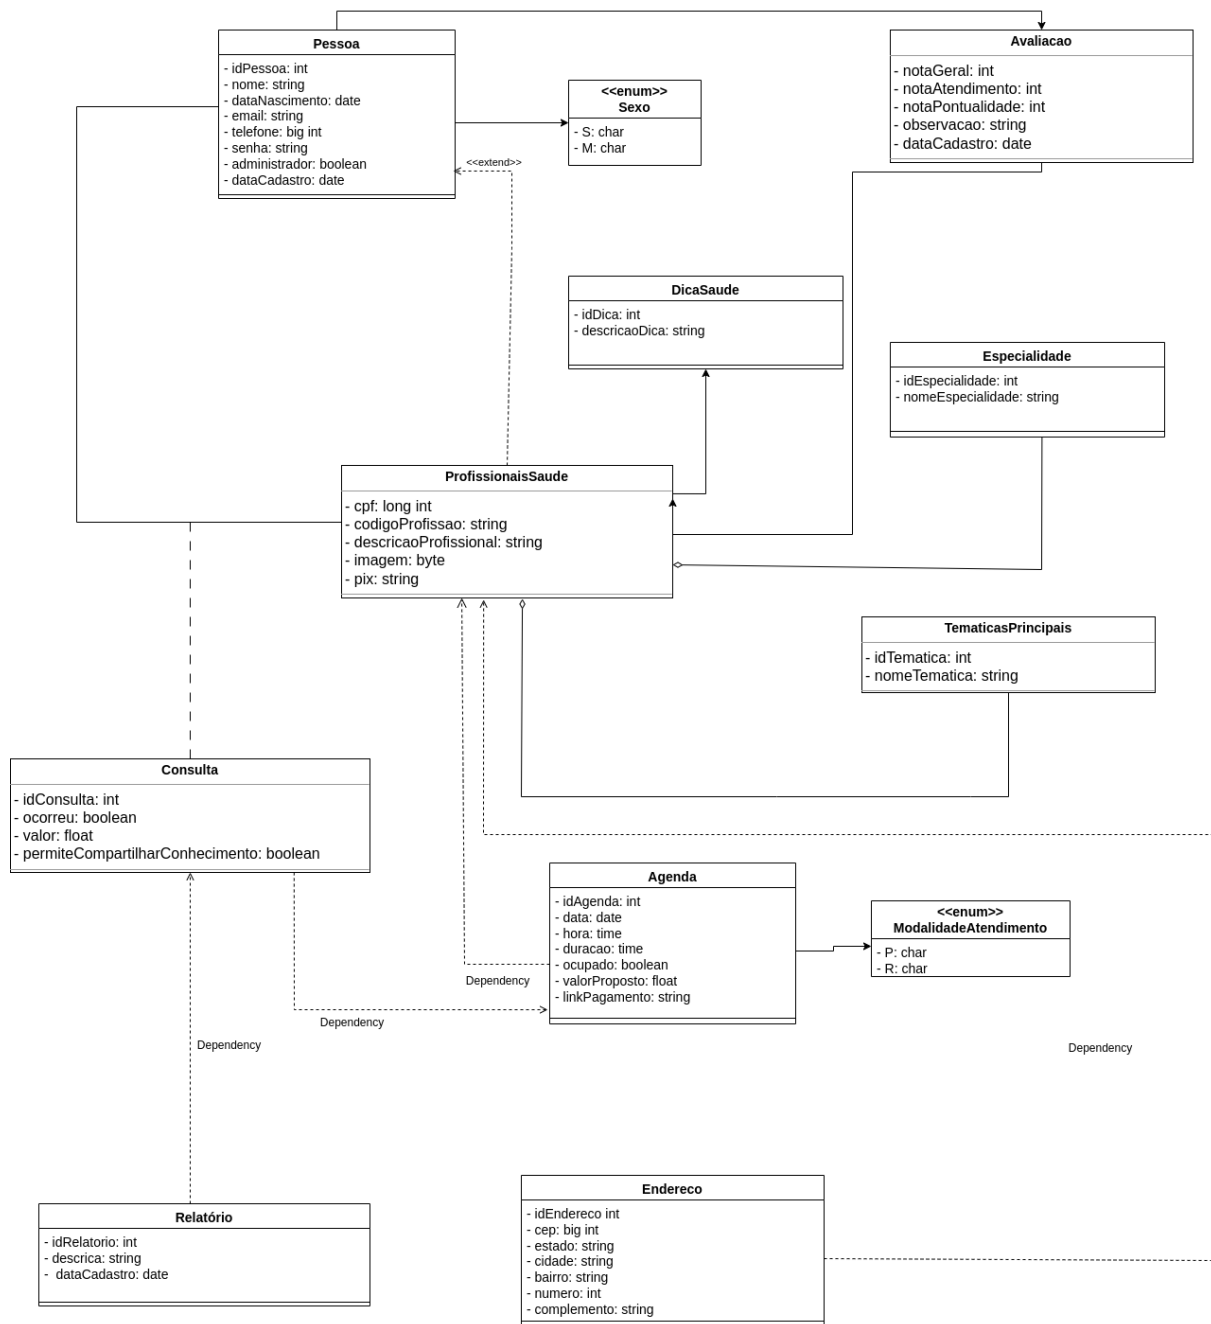 Pessoa
- idPessoa: int
- nome: string
- dataNascimento: date
- email: string
- telefone: big int
- senha: string
- administrador: boolean
- dataCadastro: date
<<enum>>
Sexo
- S: char
- M: char
<<extend>>
Avaliacao
- notaGeral: int
- notaAtendimento: int
- notaPontualidade: int
- observacao: string
- dataCadastro: date
DicaSaude
- idDica: int
- descricaoDica: string
Especialidade
- idEspecialidade: int
- nomeEspecialidade: string
ProfissionaisSaude
- cpf: long int
- codigoProfissao: string
- descricaoProfissional: string
- imagem: byte
- pix: string
TematicasPrincipais
- idTematica: int
- nomeTematica: string
Consulta
- idConsulta: int
- ocorreu: boolean
- valor: float
- permiteCompartilharConhecimento: boolean
Agenda
- idAgenda: int
- data: date
- hora: time
- duracao: time
- ocupado: boolean
- valorProposto: float
- linkPagamento: string
<<enum>>
ModalidadeAtendimento
- P: char
- R: char
Dependency
Dependency
Dependency
Dependency
Relatório
- idRelatorio: int
- descrica: string
- dataCadastro: date
Endereco
- idEndereco int
- cep: big int
- estado: string
- cidade: string
- bairro: string
- numero: int
- complemento: string